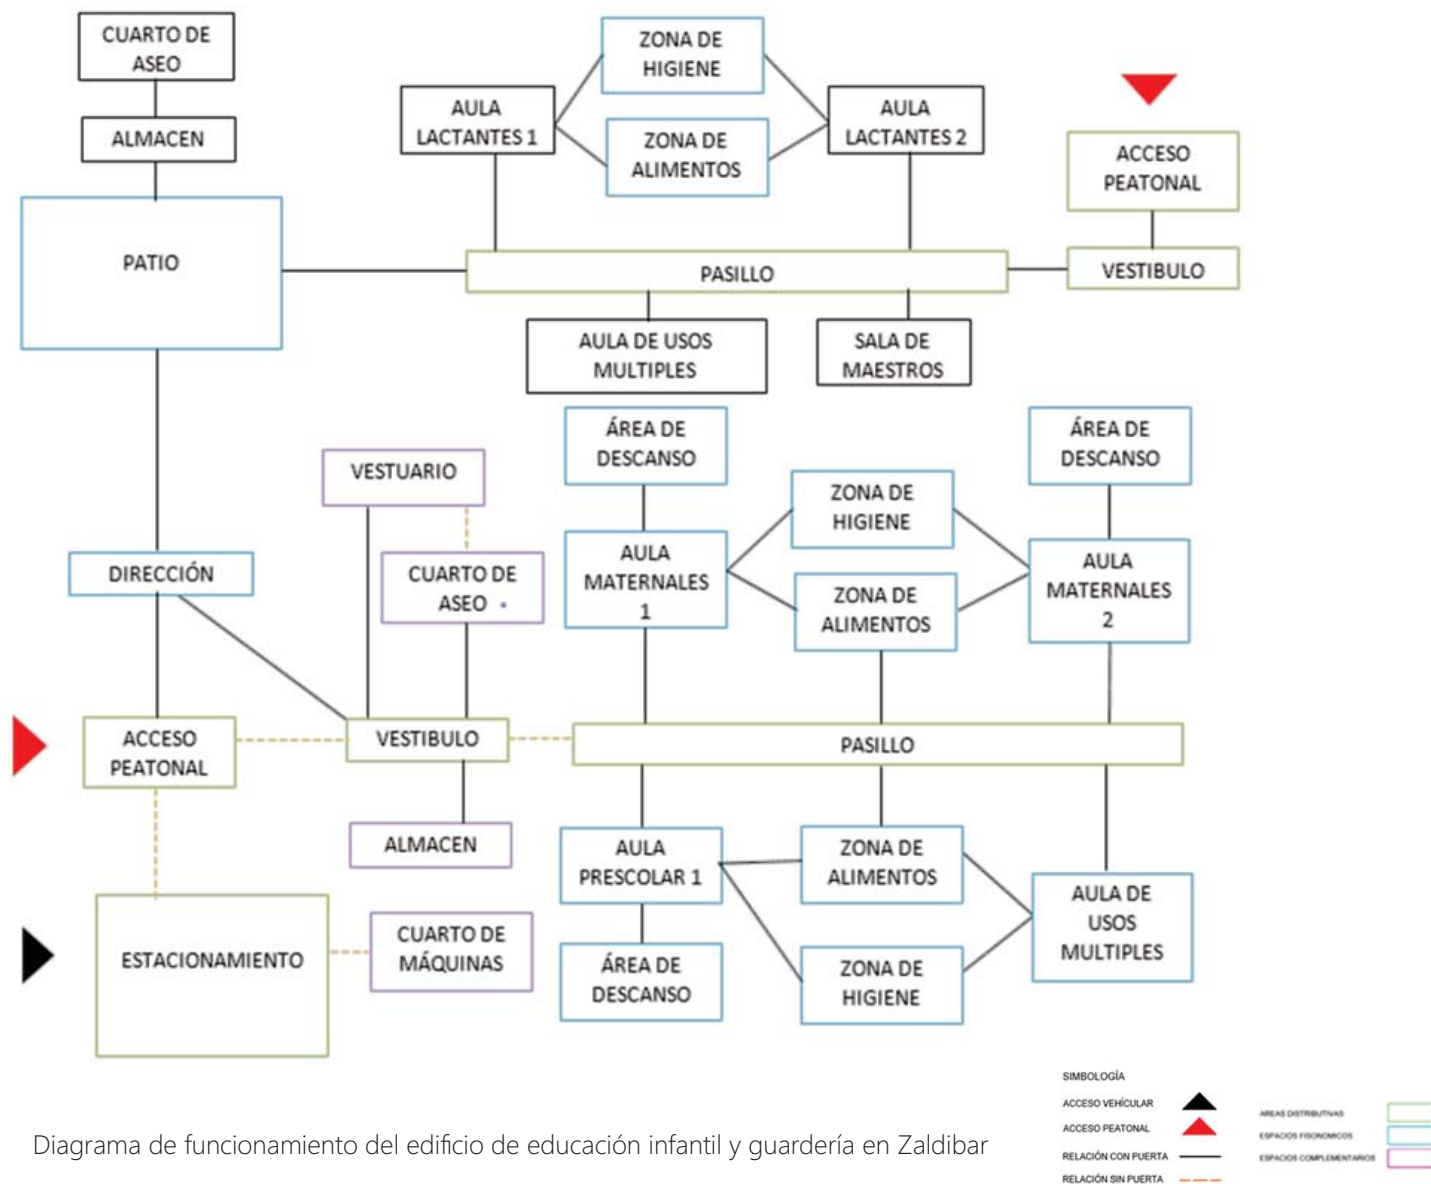 CUARTO DE
ASEO
ALMACEN
PATIO
AULA
LACTANTES 1
ZONA DE
HIGIENE
ZONA DE
ALIMENTOS
AULA
LACTANTES 2
ACCESO
PEATONAL
VESTIBULO
PASILLO
AULA DE USOS
MULTIPLES
SALA DE
MAESTROS
ÁREA DE
DESCANSO
ÁREA DE
DESCANSO
VESTUARIO
ZONA DE
HIGIENE
DIRECCIÓN
CUARTO DE
ASEO
AULA
MATERNALES
1
ZONA DE
ALIMENTOS
AULA
MATERNALES
2
ACCESO
PEATONAL
VESTIBULO
PASILLO
ALMACEN
AULA
PRESCOLAR 1
ZONA DE
ALIMENTOS
AULA DE
USOS
MULTIPLES
ESTACIONAMIENTO
CUARTO DE
MÁQUINAS
ÁREA DE
DESCANSO
ZONA DE
HIGIENE
SIMBOLOGÍA
ACCESO VEHÍCULAR
ACCESO PEATONAL
RELACIÓN CON PUERTA
RELACIÓN SIN PUERTA
AREAS DISTRIBUTIVAS
ESPACIOS FISONOMICOS
ESPACIOS COMPLEMENTARIOS
Diagrama de funcionamiento del edificio de educación infantil y guardería en Zaldibar